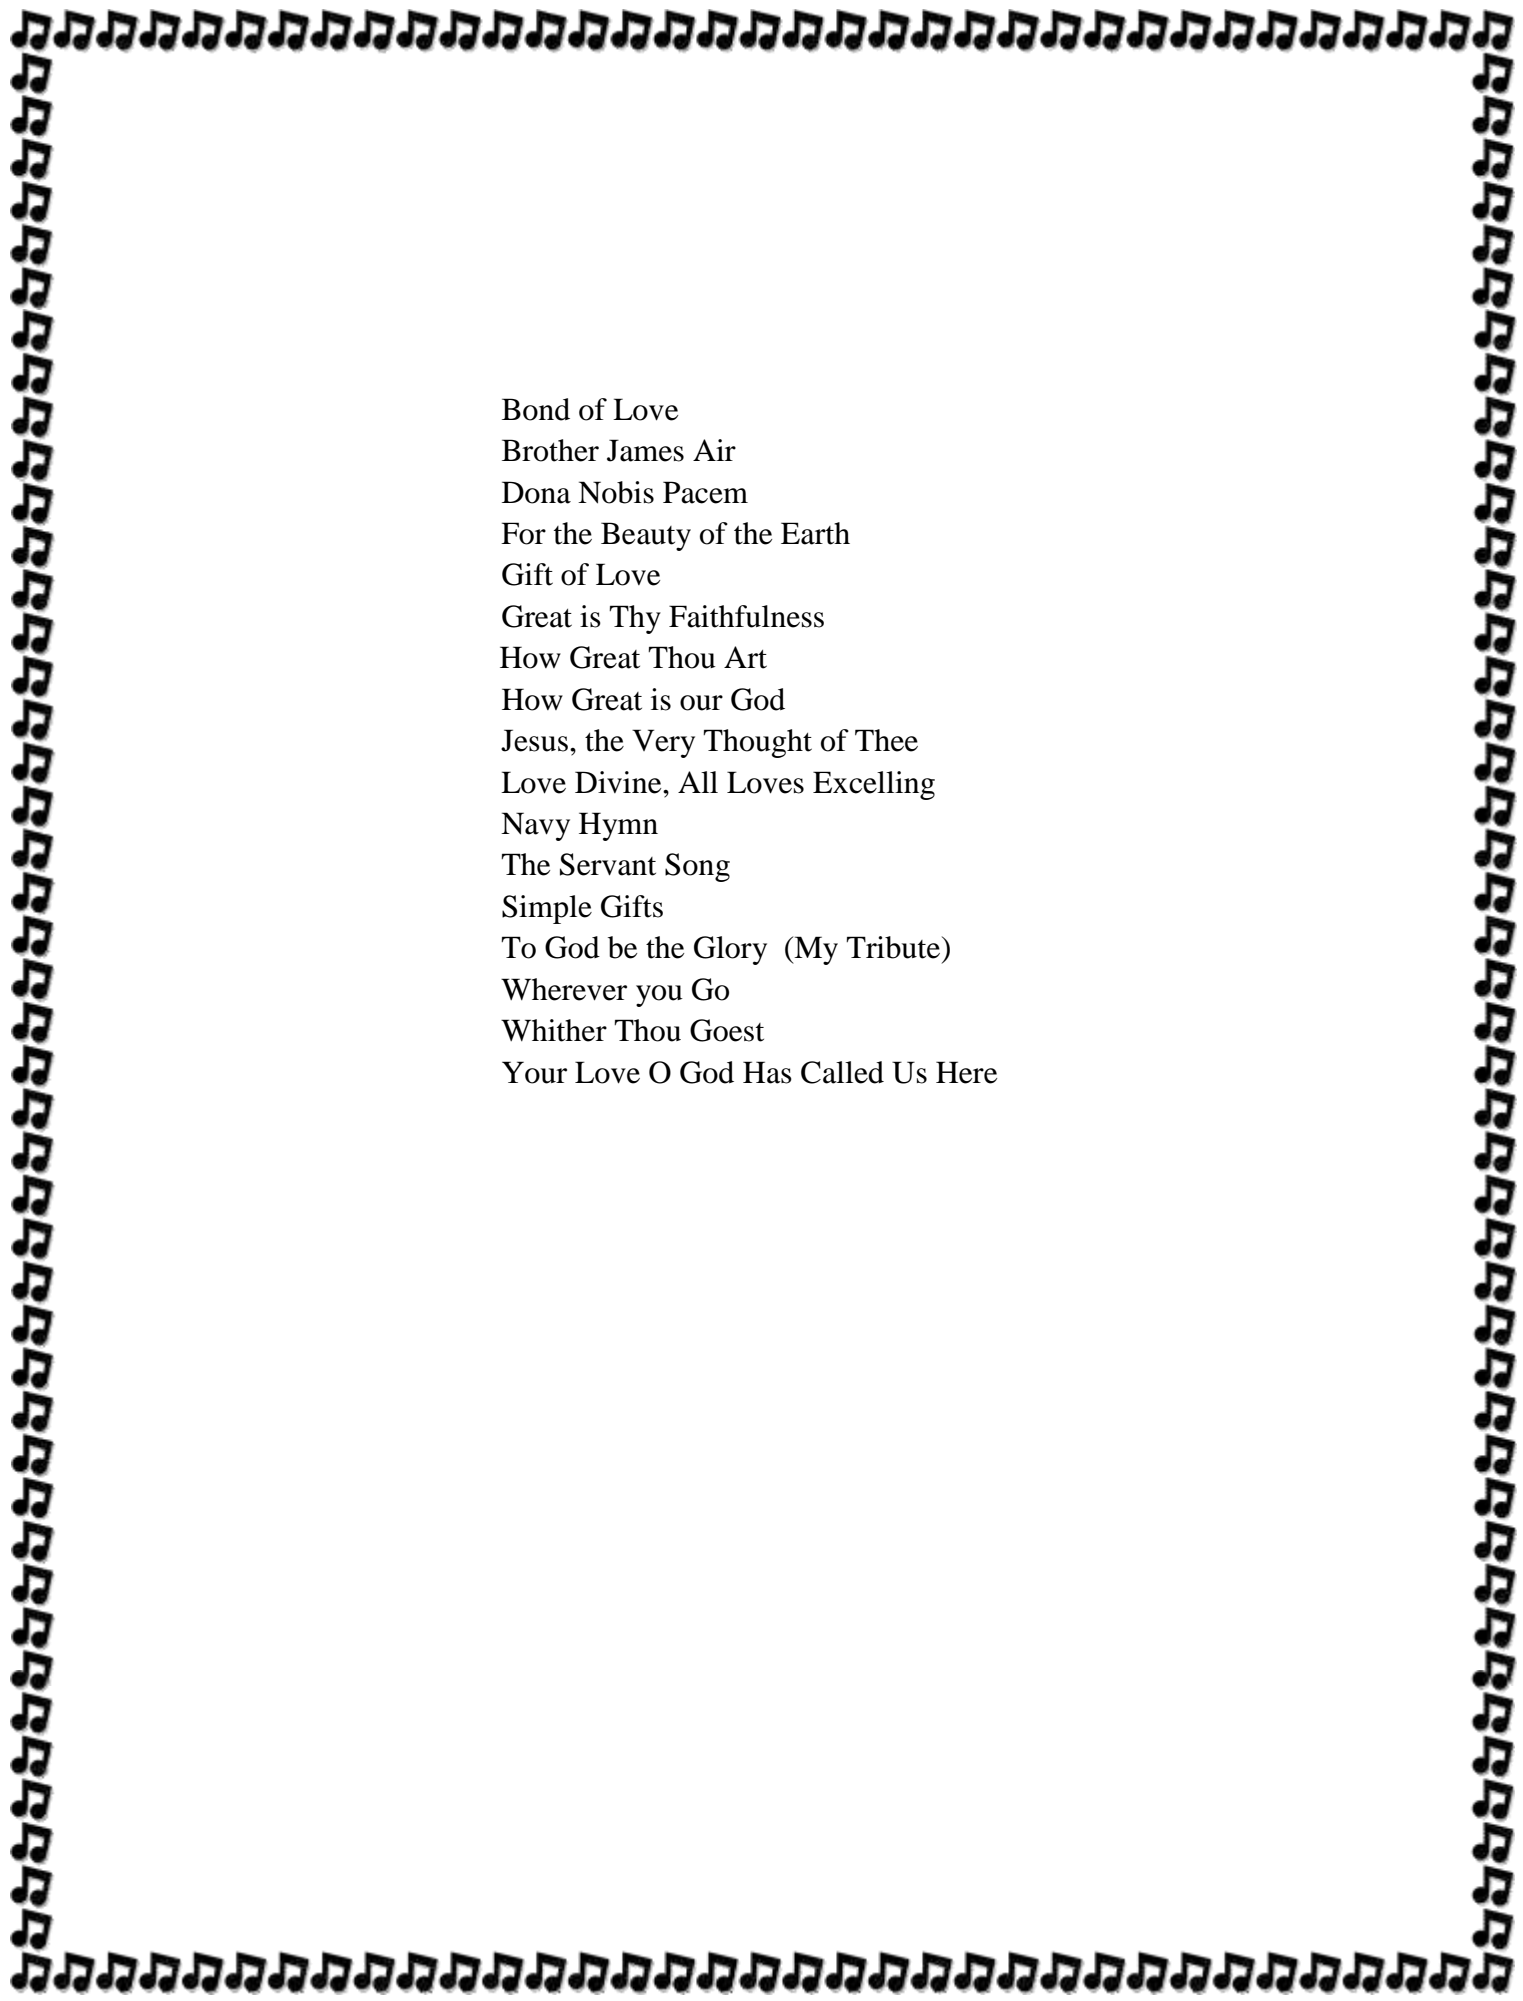 Bond of Love
Brother James Air
Dona Nobis Pacem
For the Beauty of the Earth
Gift of Love
Great is Thy Faithfulness
How Great Thou Art
How Great is our God
Jesus, the Very Thought of Thee
Love Divine, All Loves Excelling
Navy Hymn
The Servant Song
Simple Gifts
To God be the Glory  (My Tribute)
Wherever you Go
Whither Thou Goest
Your Love O God Has Called Us Here